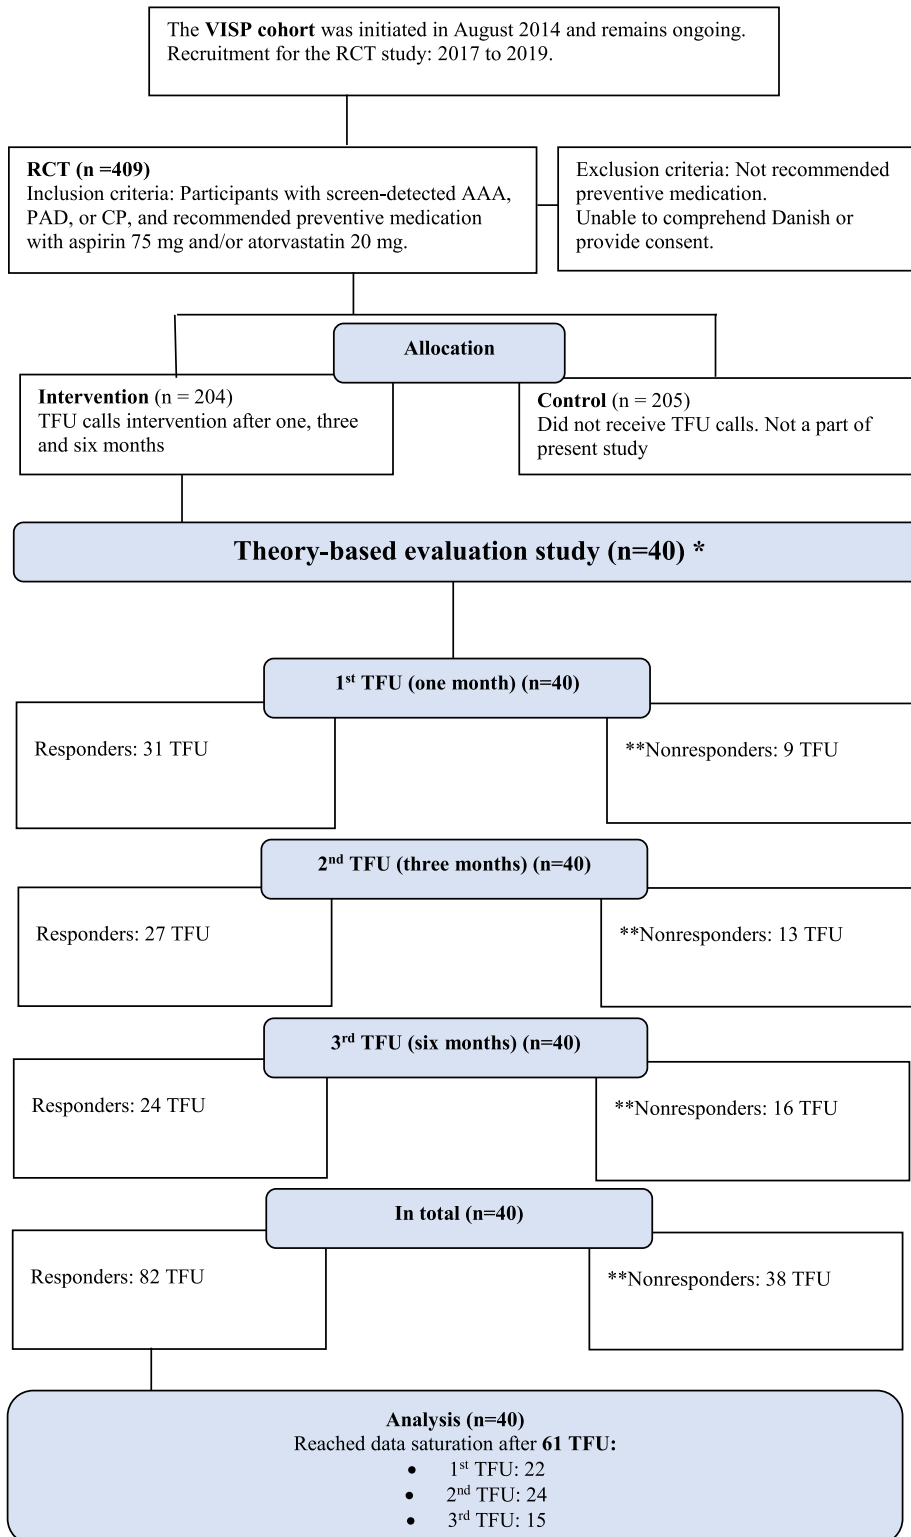 The VISP cohort was initiated in August 2014 and remains ongoing.
Recruitment for the RCT study: 2017 to 2019.
RCT (n =409)
Inclusion criteria: Participants with screen-detected AAA,
PAD, or CP, and recommended preventive medication
with aspirin 75 mg and/or atorvastatin 20 mg.
Exclusion criteria: Not recommended
preventive medication.
Unable to comprehend Danish or
provide consent.
Allocation
Intervention (n = 204)
TFU calls intervention after one, three
and six months
Control (n = 205)
Did not receive TFU calls. Not a part of
present study
Theory-based evaluation study (n=40) *
1st TFU (one month) (n=40)
Responders: 31 TFU
**Nonresponders: 9 TFU
2nd TFU (three months) (n=40)
Responders: 27 TFU
**Nonresponders: 13 TFU
3rd TFU (six months) (n=40)
Responders: 24 TFU
**Nonresponders: 16 TFU
In total (n=40)
Responders: 82 TFU
**Nonresponders: 38 TFU
Analysis (n=40)
Reached data saturation after 61 TFU:
• 1st TFU: 22
• 2nd TFU: 24
• 3rd TFU: 15